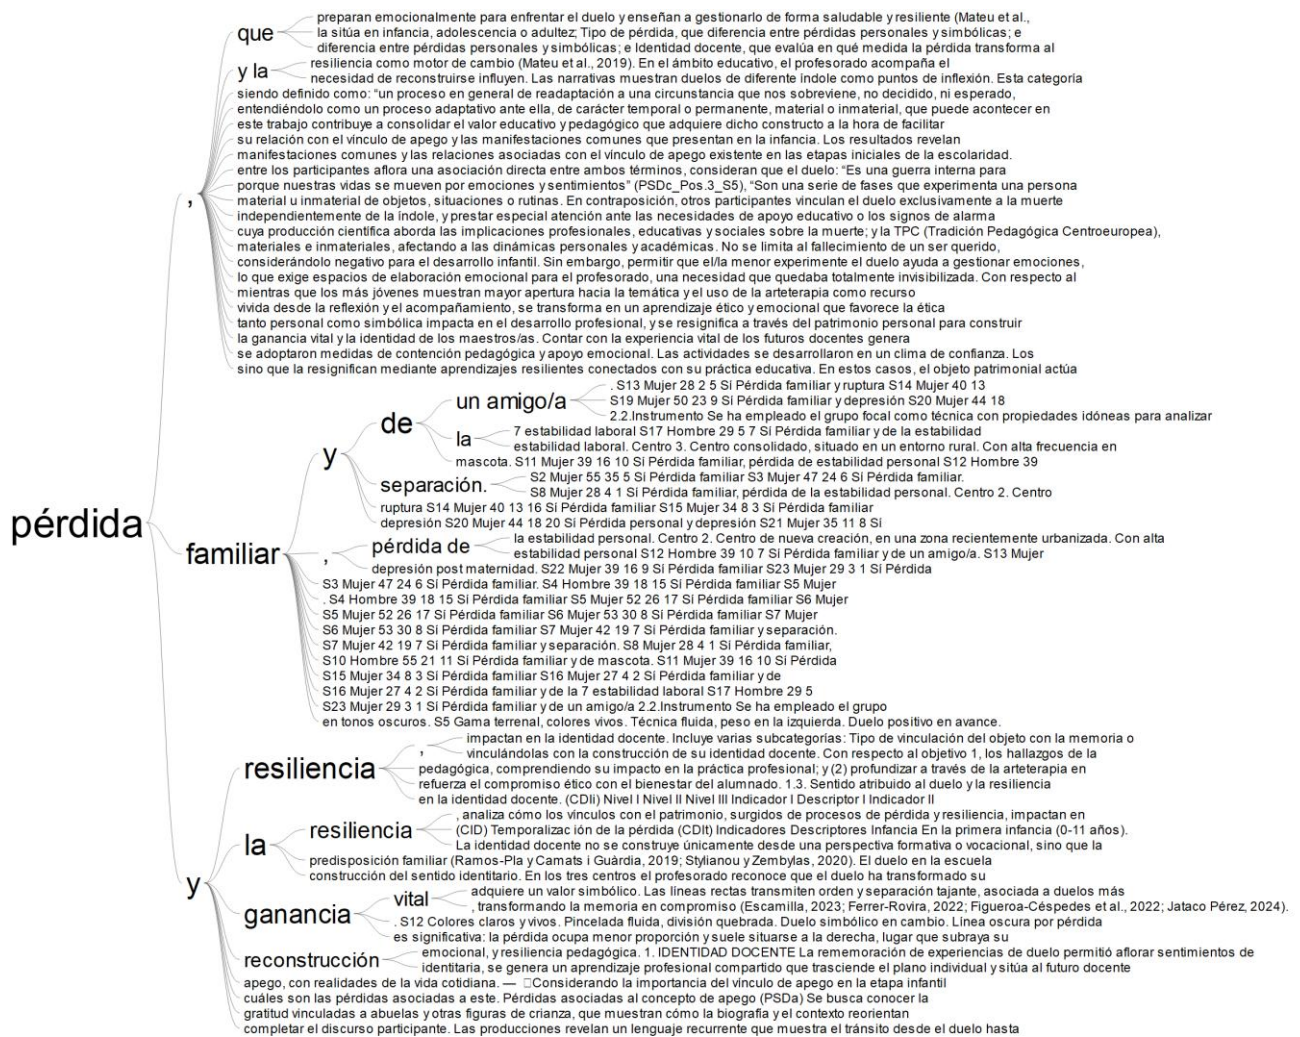 preparan emocionalmente para enfrentar el duelo y enseñan a gestionarlo de forma saludable y resiliente (Mateu et al.,
que
la sitúa en infancia, adolescencia o adultez; Tipo de pérdida, que diferencia entre pérdidas personales y simbólicas; e
diferencia entre pérdidas personales y simbólicas; e Identidad docente, que evalúa en qué medida la pérdida transforma al
y la
resiliencia como motor de cambio (Mateu et al., 2019). En el ámbito educativo, el profesorado acompaña el
necesidad de reconstruirse influyen. Las narrativas muestran duelos de diferente índole como puntos de inflexión. Esta categoría
siendo definido como: “un proceso en general de readaptación a una circunstancia que nos sobreviene, no decidido, ni esperado,
entendiéndolo como un proceso adaptativo ante ella, de carácter temporal o permanente, material o inmaterial, que puede acontecer en
este trabajo contribuye a consolidar el valor educativo y pedagógico que adquiere dicho constructo a la hora de facilitar
su relación con el vínculo de apego y las manifestaciones comunes que presentan en la infancia. Los resultados revelan
manifestaciones comunes y las relaciones asociadas con el vínculo de apego existente en las etapas iniciales de la escolaridad.
entre los participantes aflora una asociación directa entre ambos términos, consideran que el duelo: “Es una guerra interna para
porque nuestras vidas se mueven por emociones y sentimientos” (PSDc_Pos.3_S5), “Son una serie de fases que experimenta una persona
,
material u inmaterial de objetos, situaciones o rutinas. En contraposición, otros participantes vinculan el duelo exclusivamente a la muerte
independientemente de la índole, y prestar especial atención ante las necesidades de apoyo educativo o los signos de alarma
cuya producción científica aborda las implicaciones profesionales, educativas y sociales sobre la muerte; y la TPC (Tradición Pedagógica Centroeuropea),
materiales e inmateriales, afectando a las dinámicas personales y académicas. No se limita al fallecimiento de un ser querido,
considerándolo negativo para el desarrollo infantil. Sin embargo, permitir que el/la menor experimente el duelo ayuda a gestionar emociones,
lo que exige espacios de elaboración emocional para el profesorado, una necesidad que quedaba totalmente invisibilizada. Con respecto al
mientras que los más jóvenes muestran mayor apertura hacia la temática y el uso de la arteterapia como recurso
vivida desde la reflexión y el acompañamiento, se transforma en un aprendizaje ético y emocional que favorece la ética
tanto personal como simbólica impacta en el desarrollo profesional, y se resignifica a través del patrimonio personal para construir
la ganancia vital y la identidad de los maestros/as. Contar con la experiencia vital de los futuros docentes genera
se adoptaron medidas de contención pedagógica y apoyo emocional. Las actividades se desarrollaron en un clima de confianza. Los
sino que la resignifican mediante aprendizajes resilientes conectados con su práctica educativa. En estos casos, el objeto patrimonial actúa
. S13 Mujer 28 2 5 Sí Pérdida familiar y ruptura S14 Mujer 40 13
un amigo/a
S19 Mujer 50 23 9 Sí Pérdida familiar y depresión S20 Mujer 44 18
2.2.Instrumento Se ha empleado el grupo focal como técnica con propiedades idóneas para analizar
de
7 estabilidad laboral S17 Hombre 29 5 7 Sí Pérdida familiar y de la estabilidad
la
estabilidad laboral. Centro 3. Centro consolidado, situado en un entorno rural. Con alta frecuencia en
y
mascota. S11 Mujer 39 16 10 Sí Pérdida familiar, pérdida de estabilidad personal S12 Hombre 39
S2 Mujer 55 35 5 Sí Pérdida familiar S3 Mujer 47 24 6 Sí Pérdida familiar.
separación.
S8 Mujer 28 4 1 Sí Pérdida familiar, pérdida de la estabilidad personal. Centro 2. Centro
ruptura S14 Mujer 40 13 16 Sí Pérdida familiar S15 Mujer 34 8 3 Sí Pérdida familiar
depresión S20 Mujer 44 18 20 Sí Pérdida personal y depresión S21 Mujer 35 11 8 Sí
pérdida
familiar
la estabilidad personal. Centro 2. Centro de nueva creación, en una zona recientemente urbanizada. Con alta
pérdida de
,
estabilidad personal S12 Hombre 39 10 7 Sí Pérdida familiar y de un amigo/a. S13 Mujer
depresión post maternidad. S22 Mujer 39 16 9 Sí Pérdida familiar S23 Mujer 29 3 1 Sí Pérdida
S3 Mujer 47 24 6 Sí Pérdida familiar. S4 Hombre 39 18 15 Sí Pérdida familiar S5 Mujer
. S4 Hombre 39 18 15 Sí Pérdida familiar S5 Mujer 52 26 17 Sí Pérdida familiar S6 Mujer
S5 Mujer 52 26 17 Sí Pérdida familiar S6 Mujer 53 30 8 Sí Pérdida familiar S7 Mujer
S6 Mujer 53 30 8 Sí Pérdida familiar S7 Mujer 42 19 7 Sí Pérdida familiar y separación.
S7 Mujer 42 19 7 Sí Pérdida familiar y separación. S8 Mujer 28 4 1 Sí Pérdida familiar,
S10 Hombre 55 21 11 Sí Pérdida familiar y de mascota. S11 Mujer 39 16 10 Sí Pérdida
S15 Mujer 34 8 3 Sí Pérdida familiar S16 Mujer 27 4 2 Sí Pérdida familiar y de
S16 Mujer 27 4 2 Sí Pérdida familiar y de la 7 estabilidad laboral S17 Hombre 29 5
S23 Mujer 29 3 1 Sí Pérdida familiar y de un amigo/a 2.2.Instrumento Se ha empleado el grupo
en tonos oscuros. S5 Gama terrenal, colores vivos. Técnica fluida, peso en la izquierda. Duelo positivo en avance.
impactan en la identidad docente. Incluye varias subcategorías: Tipo de vinculación del objeto con la memoria o
,
vinculándolas con la construcción de su identidad docente. Con respecto al objetivo 1, los hallazgos de la
resiliencia
pedagógica, comprendiendo su impacto en la práctica profesional; y (2) profundizar a través de la arteterapia en
refuerza el compromiso ético con el bienestar del alumnado. 1.3. Sentido atribuido al duelo y la resiliencia
en la identidad docente. (CDIi) Nivel I Nivel II Nivel III Indicador I Descriptor I Indicador II
, analiza cómo los vínculos con el patrimonio, surgidos de procesos de pérdida y resiliencia, impactan en
resiliencia
(CID) Temporalizac ión de la pérdida (CDIt) Indicadores Descriptores Infancia En la primera infancia (0-11 años).
La identidad docente no se construye únicamente desde una perspectiva formativa o vocacional, sino que la
la
predisposición familiar (Ramos-Pla y Camats i Guàrdia, 2019; Stylianou y Zembylas, 2020). El duelo en la escuela
construcción del sentido identitario. En los tres centros el profesorado reconoce que el duelo ha transformado su
y
adquiere un valor simbólico. Las líneas rectas transmiten orden y separación tajante, asociada a duelos más
vital
, transformando la memoria en compromiso (Escamilla, 2023; Ferrer-Rovira, 2022; Figueroa-Céspedes et al., 2022; Jataco Pérez, 2024).
ganancia
. S12 Colores claros y vivos. Pincelada fluida, división quebrada. Duelo simbólico en cambio. Línea oscura por pérdida
es significativa: la pérdida ocupa menor proporción y suele situarse a la derecha, lugar que subraya su
emocional, y resiliencia pedagógica. 1. IDENTIDAD DOCENTE La rememoración de experiencias de duelo permitió aflorar sentimientos de
reconstrucción
identitaria, se genera un aprendizaje profesional compartido que trasciende el plano individual y sitúa al futuro docente
apego, con realidades de la vida cotidiana. — □Considerando la importancia del vínculo de apego en la etapa infantil
cuáles son las pérdidas asociadas a este. Pérdidas asociadas al concepto de apego (PSDa) Se busca conocer la
gratitud vinculadas a abuelas y otras figuras de crianza, que muestran cómo la biografía y el contexto reorientan
completar el discurso participante. Las producciones revelan un lenguaje recurrente que muestra el tránsito desde el duelo hasta